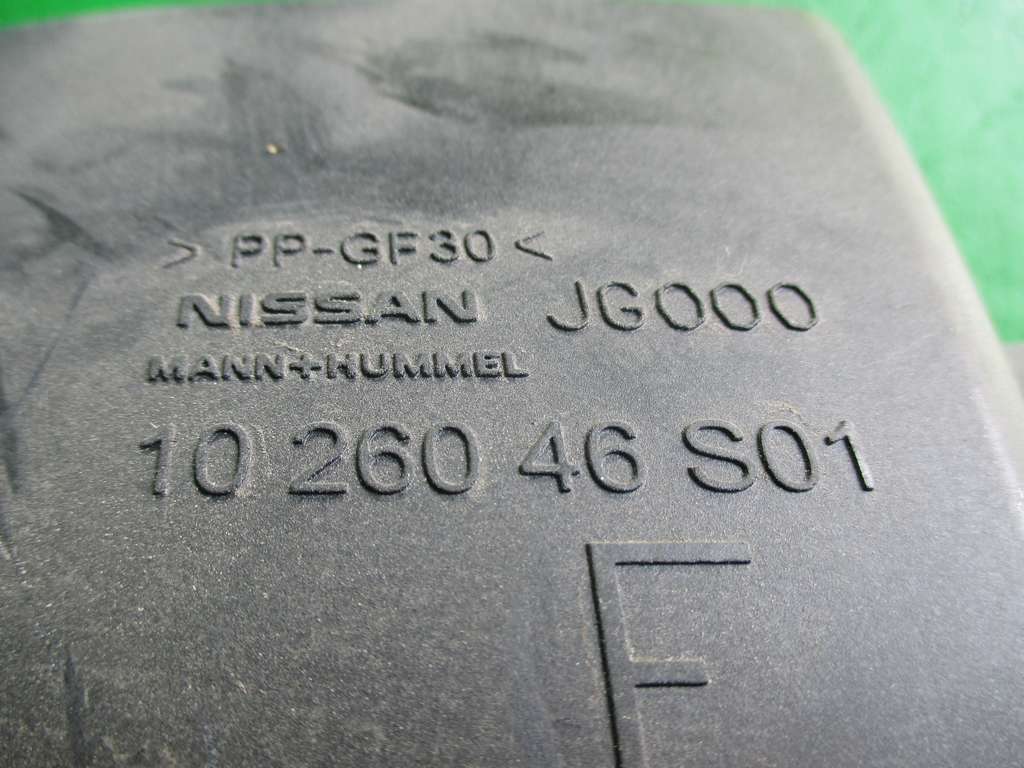 > PP-GF30 <
NISSAN JG000
MANN+HUMMEL
10 260 46 S01
F